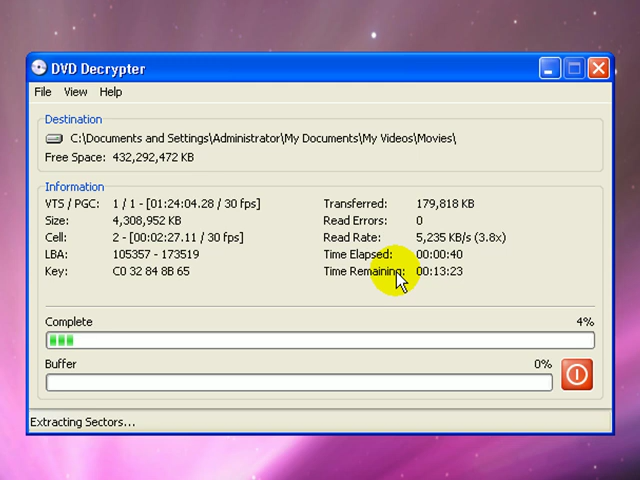 DVD Decrypter
File View Help
Destination
C:\Documents and Settings\Administrator\My Documents\My Videos\Movies\
Free Space: 432,292,472 KB
Information
VTS / PGC: 1 / 1 - [01:24:04.28 / 30 fps] Transferred: 179,818 KB
Size: 4,308,952 KB Read Errors: 0
Cell: 2 - [00:02:27.11 / 30 fps] Read Rate: 5,235 KB/s (3.8x)
LBA: 105357 - 173519 Time Elapsed: 00:00:40
Key: C0 32 84 8B 65 Time Remaining: 00:13:23
Complete 4%
Buffer 0%
Extracting Sectors...